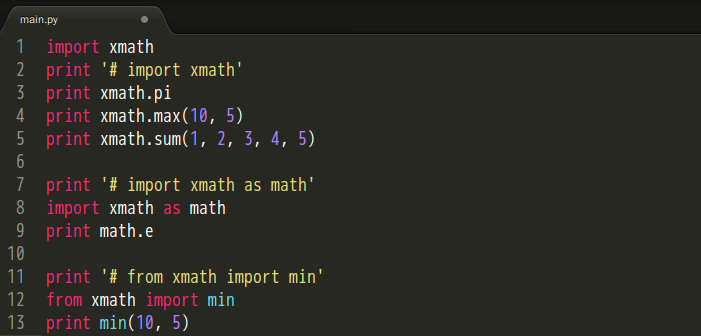 main.py
1 import xmath
2 print '# import xmath'
3 print xmath.pi
4 print xmath.max(10, 5)
5 print xmath.sum(1, 2, 3, 4, 5)
6
7 print '# import xmath as math'
8 import xmath as math
9 print math.e
10
11 print '# from xmath import min'
12 from xmath import min
13 print min(10, 5)